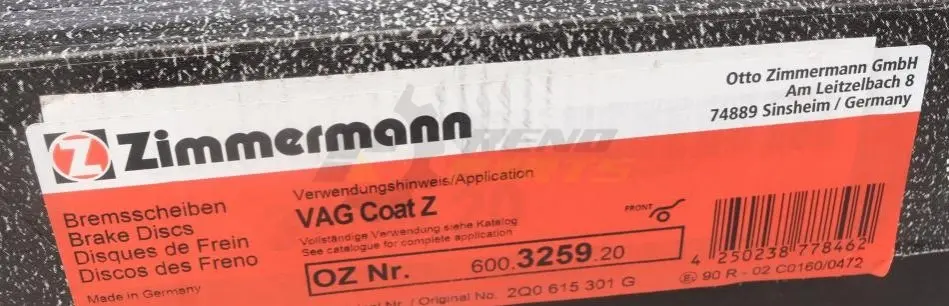 Zimmermann
Otto Zimmermann GmbH
Am Leitzelbach 8
74889 Sinsheim / Germany
Bremsscheiben
Brake Discs
Disques de Frein
Discos des Freno
Made in Germany
Verwendungshinweis/Application
VAG Coat Z
Vollständige Verwendung siehe Katalog
See catalogue for complete application
OZ Nr. 600.3259.20
Nr. / Original No. 2Q0 615 301 G
FRONT
4 250238 778462
90 R - 02 C0160/0472